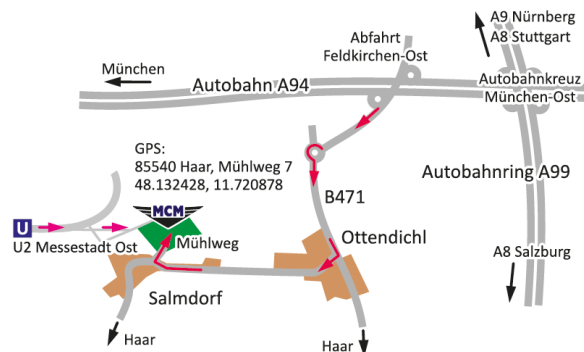 A9 Nürnberg
A8 Stuttgart
Abfahrt
Feldkirchen-Ost
München
Autobahn A94
Autobahnkreuz
München-Ost
GPS:
85540 Haar, Mühlweg 7
48.132428, 11.720878
Autobahnring A99
B471
MCM
U
U2 Messestadt Ost
Mühlweg
Ottendichl
A8 Salzburg
Salmdorf
Haar
Haar